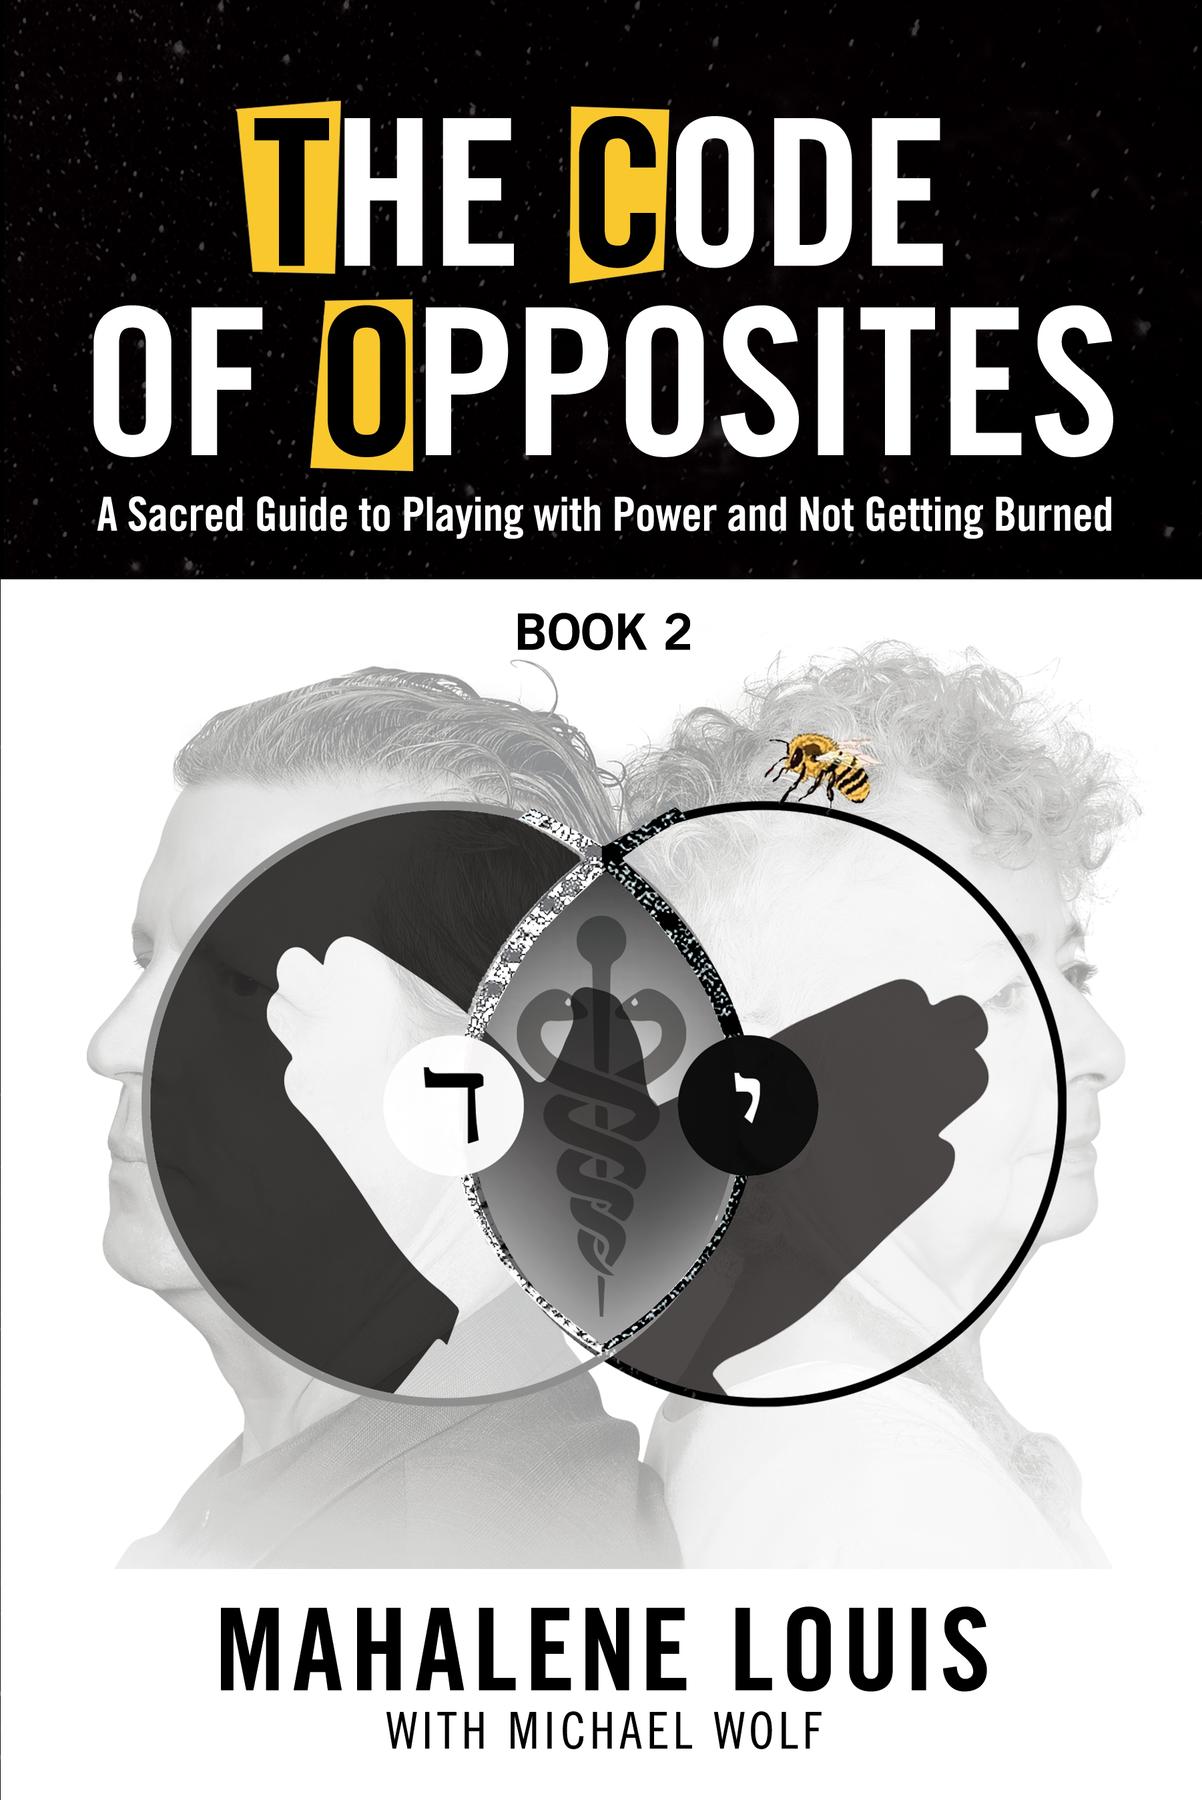 THE CODE
OF OPPOSITES
A Sacred Guide to Playing with Power and Not Getting Burned
BOOK 2
ד י
MAHALENE LOUIS
WITH MICHAEL WOLF